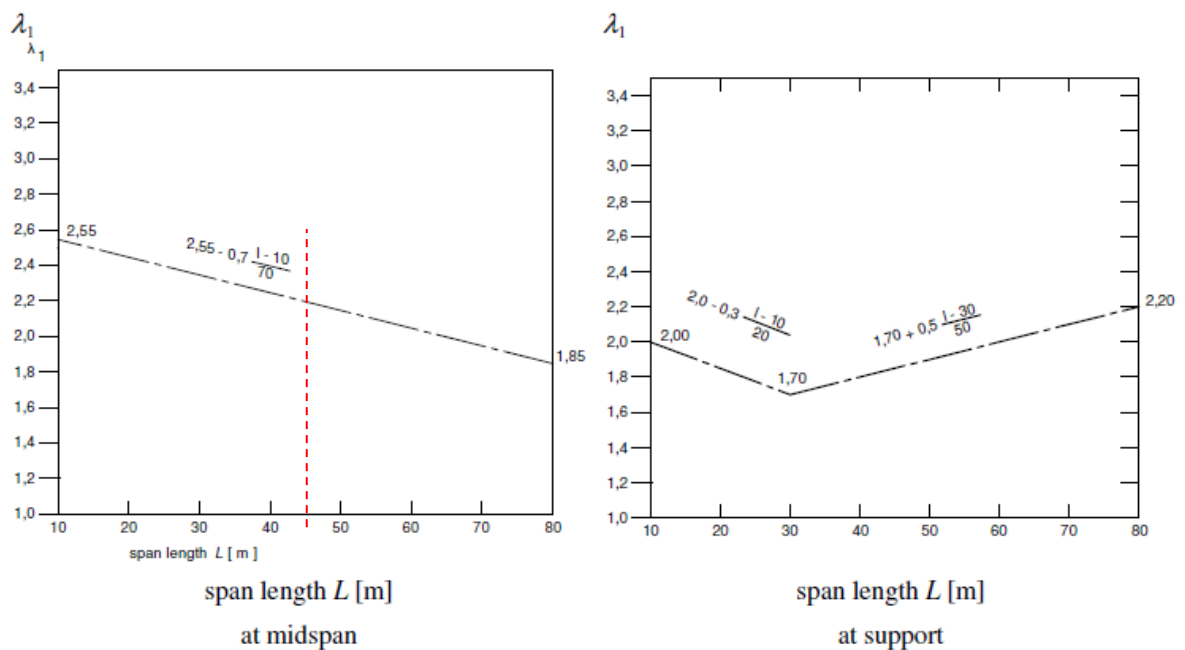 λ₁
λ₁
3,4
3,2
3,0
2,8
2,6
2,4
2,2
2,0
1,8
1,6
1,4
1,2
1,0
2,55
2,55 - 0,7 l - 10
70
1,85
10 20 30 40 50 60 70 80
span length L [ m ]
span length L [m]
at midspan
λ₁
3,4
3,2
3,0
2,8
2,6
2,4
2,2
2,0
1,8
1,6
1,4
1,2
1,0
2,00
2,0 - 0,3 l - 10
20
1,70
1,70 + 0,5 l - 30
50
2,20
10 20 30 40 50 60 70 80
span length L [m]
at support